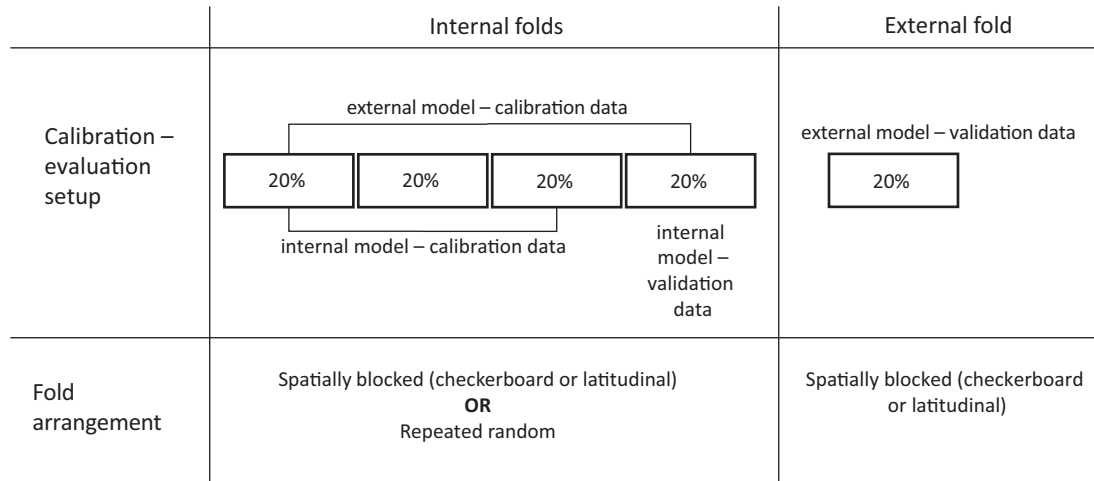 Internal folds
External fold
Calibration –
evaluation
setup
external model – calibration data
20%
20%
20%
20%
internal model – calibration data
internal
model –
validation
data
external model – validation data
20%
Fold
arrangement
Spatially blocked (checkerboard or latitudinal)
OR
Repeated random
Spatially blocked (checkerboard
or latitudinal)